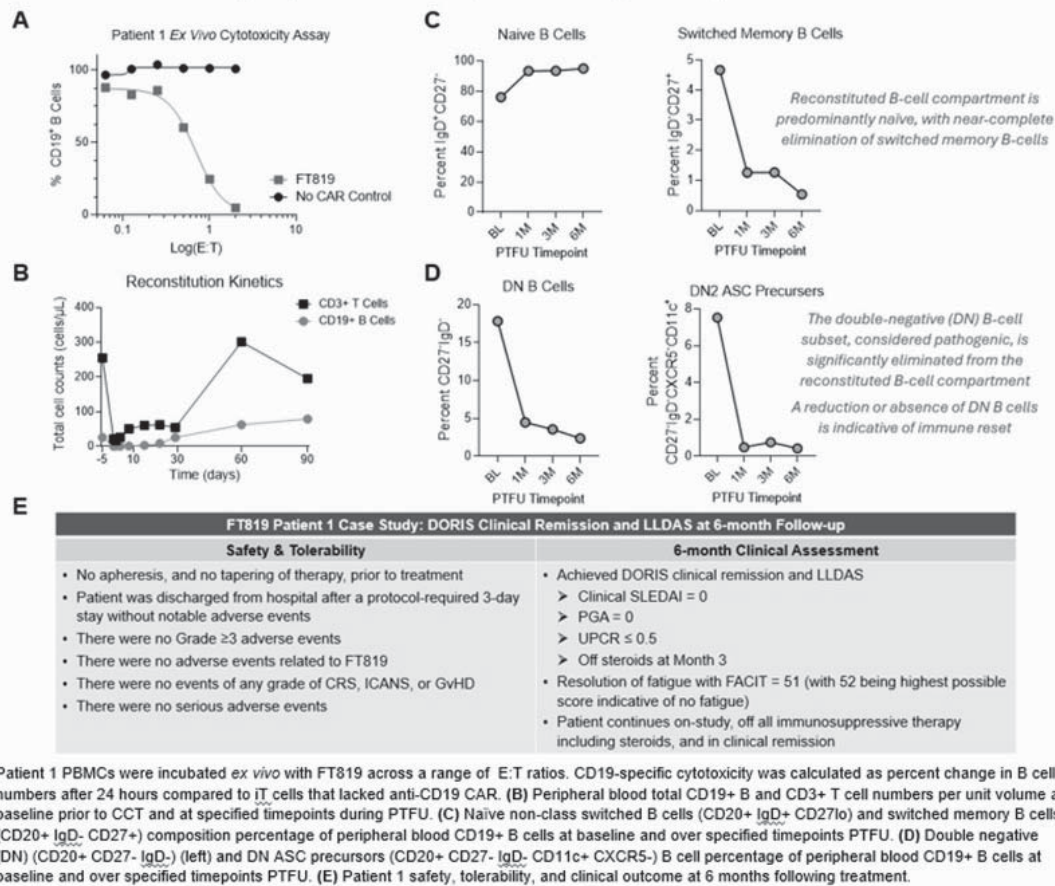 A
Patient 1 Ex Vivo Cytotoxicity Assay
% CD19+ B Cells
100
50
0
FT819
No CAR Control
0.1
1
10
Log(E:T)
B
Reconstitution Kinetics
Total cell counts (cells/µL)
400
300
200
100
0
CD3+ T Cells
CD19+ B Cells
-5
10
30
60
90
Time (days)
C
Naive B Cells
Percent IgD+CD27-
100
80
60
40
20
0
BL
1M
3M
6M
PTFU Timepoint
Switched Memory B Cells
Percent IgD-CD27+
5
4
3
2
1
0
BL
1M
3M
6M
PTFU Timepoint
Reconstituted B-cell compartment is
predominantly naïve, with near-complete
elimination of switched memory B-cells
D
DN B Cells
Percent CD27-IgD-
20
15
10
5
0
BL
1M
3M
6M
PTFU Timepoint
DN2 ASC Precursers
Percent
CD27-IgD-CXCR5-CD11c+
8
6
4
2
0
BL
1M
3M
6M
PTFU Timepoint
The double-negative (DN) B-cell
subset, considered pathogenic, is
significantly eliminated from the
reconstituted B-cell compartment
A reduction or absence of DN B cells
is indicative of immune reset
E
FT819 Patient 1 Case Study: DORIS Clinical Remission and LLDAS at 6-month Follow-up
Safety & Tolerability
• No apheresis, and no tapering of therapy, prior to treatment
• Patient was discharged from hospital after a protocol-required 3-day
stay without notable adverse events
• There were no Grade ≥3 adverse events
• There were no adverse events related to FT819
• There were no events of any grade of CRS, ICANS, or GvHD
• There were no serious adverse events
6-month Clinical Assessment
• Achieved DORIS clinical remission and LLDAS
➤ Clinical SLEDAI = 0
➤ PGA = 0
➤ UPCR ≤ 0.5
➤ Off steroids at Month 3
• Resolution of fatigue with FACIT = 51 (with 52 being highest possible
score indicative of no fatigue)
• Patient continues on-study, off all immunosuppressive therapy
including steroids, and in clinical remission
Patient 1 PBMCs were incubated ex vivo with FT819 across a range of E:T ratios. CD19-specific cytotoxicity was calculated as percent change in B cell
numbers after 24 hours compared to iT cells that lacked anti-CD19 CAR. (B) Peripheral blood total CD19+ B and CD3+ T cell numbers per unit volume a
baseline prior to CCT and at specified timepoints during PTFU. (C) Naïve non-class switched B cells (CD20+ IgD+ CD27lo) and switched memory B cells
(CD20+ IgD- CD27+) composition percentage of peripheral blood CD19+ B cells at baseline and over specified timepoints PTFU. (D) Double negative
(DN) (CD20+ CD27- IgD-) (left) and DN ASC precursors (CD20+ CD27- IgD- CD11c+ CXCR5-) B cell percentage of peripheral blood CD19+ B cells at
baseline and over specified timepoints PTFU. (E) Patient 1 safety, tolerability, and clinical outcome at 6 months following treatment.